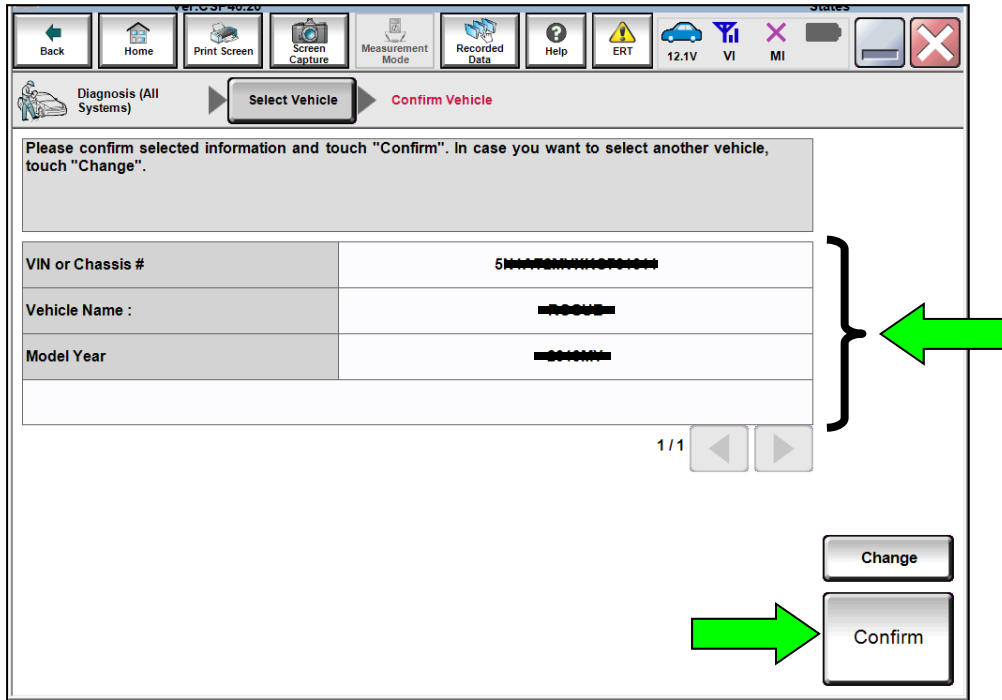 Back
Home
Print Screen
Screen
Capture
Measurement
Mode
Recorded
Data
Help
ERT
12.1V
VI
MI
Diagnosis (All
Systems)
Select Vehicle
Confirm Vehicle
Please confirm selected information and touch "Confirm". In case you want to select another vehicle,
touch "Change".
VIN or Chassis #
Vehicle Name :
Model Year
1 / 1
Change
Confirm